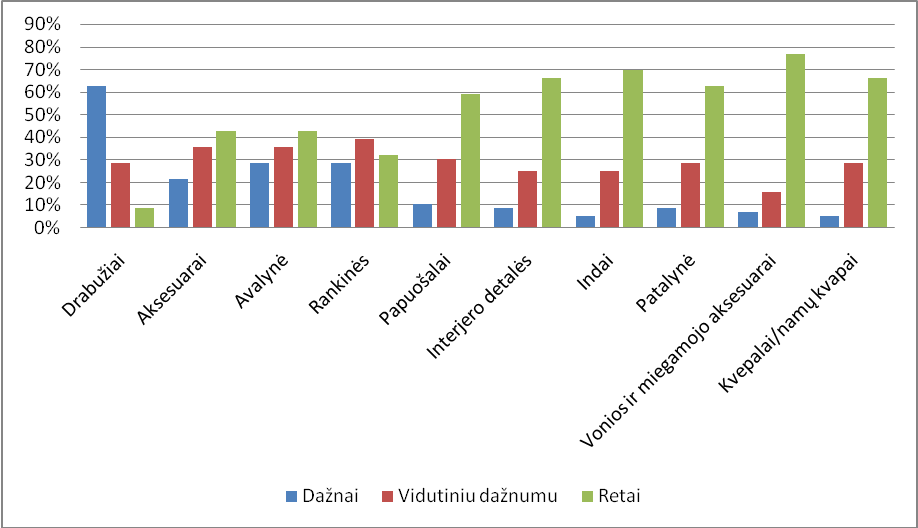 90%
80%
70%
60%
50%
40%
30%
20%
10%
0%
Drabužiai
Aksesuarai
Avalynė
Rankinės
Papuošalai
Interjero detalės
Indai
Patalynė
Vonios ir miegamojo aksesuarai
Kvepalai/namų kvapai
Dažnai Vidutiniu dažnumu Retai